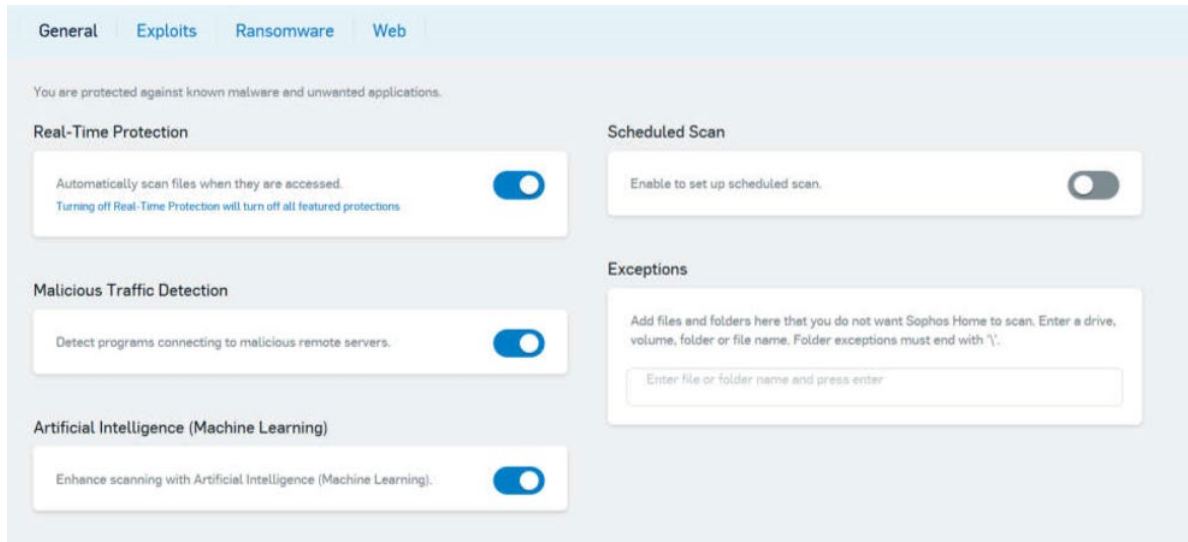 General
Exploits
Ransomware
Web
You are protected against known malware and unwanted applications.
Real-Time Protection
Automatically scan files when they are accessed.
Turning off Real-Time Protection will turn off all featured protections
Malicious Traffic Detection
Detect programs connecting to malicious remote servers.
Artificial Intelligence (Machine Learning)
Enhance scanning with Artificial Intelligence (Machine Learning).
Scheduled Scan
Enable to set up scheduled scan.
Exceptions
Add files and folders here that you do not want Sophos Home to scan. Enter a drive,
volume, folder or file name. Folder exceptions must end with '\'.
Enter file or folder name and press enter